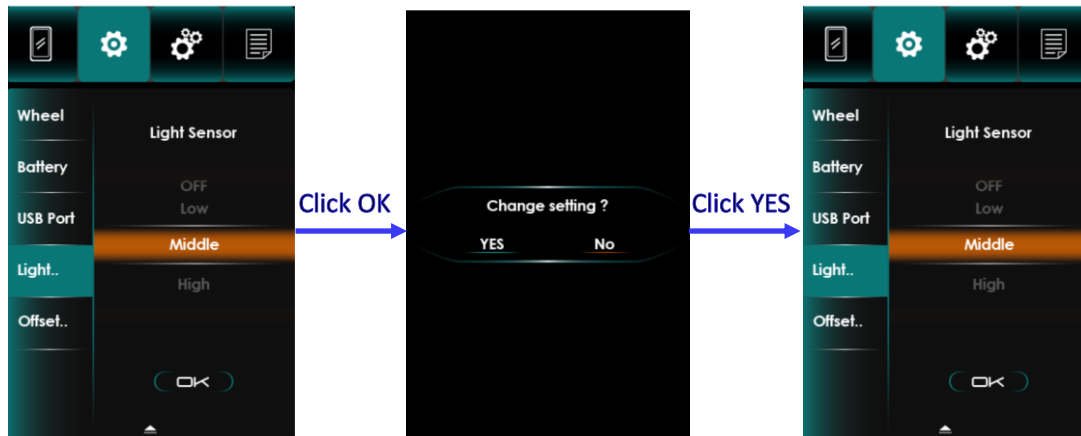 Wheel
Battery
USB Port
Light..
Offset..
Light Sensor
OFF
Low
Middle
High
OK
Click OK
Change setting ?
YES No
Click YES
Wheel
Battery
USB Port
Light..
Offset..
Light Sensor
OFF
Low
Middle
High
OK